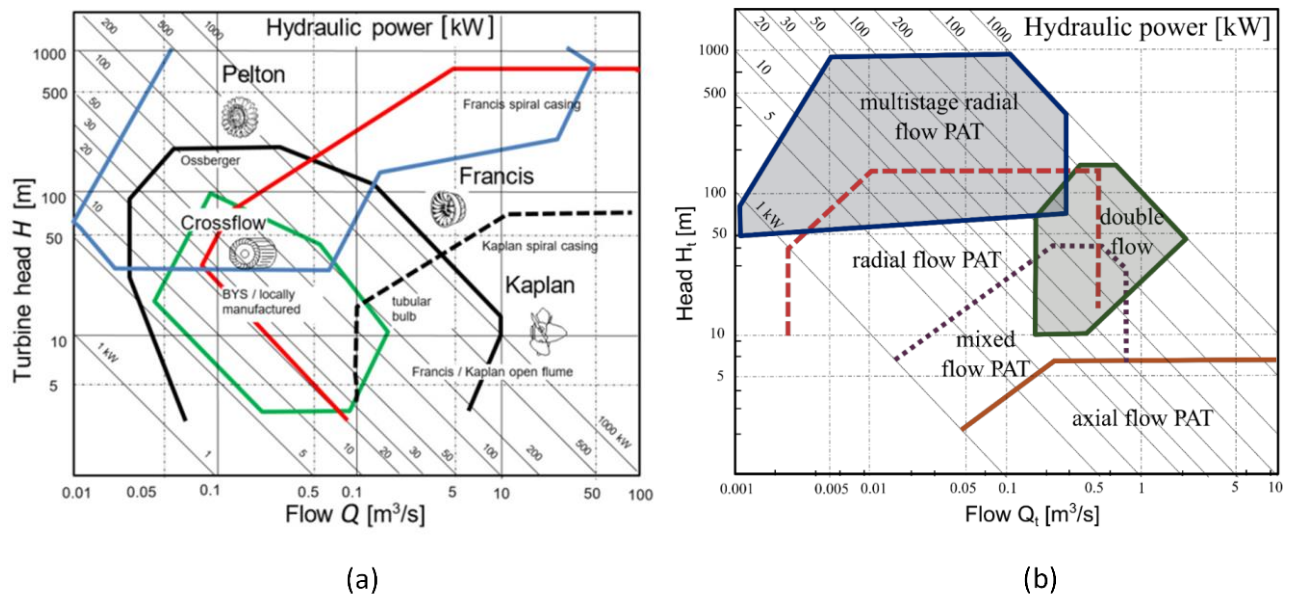 200
500
1000
Hydraulic power [kW]
1000
500
100
50
10
5
Turbine head H [m]
100
50
30
20
10
1 kW
Pelton
Francis spiral casing
Ossberger
Francis
Crossflow
Kaplan spiral casing
BYS / locally
manufactured
tubular
bulb
Kaplan
Francis / Kaplan open flume
1
5
10
20
30
50
100
200
500
1000 kW
0.01
0.05
0.1
0.5
0.1
5
10
50
100
Flow Q [m³/s]
(a)
20
30
50
100
200
500
1000
Hydraulic power [kW]
1000
500
100
50
10
5
Head Ht [m]
10
5
1 kW
multistage radial
flow PAT
double
flow
radial flow PAT
mixed
flow PAT
axial flow PAT
0.001
0.005
0.01
0.05
0.1
0.5
1
5
10
Flow Qt [m³/s]
(b)